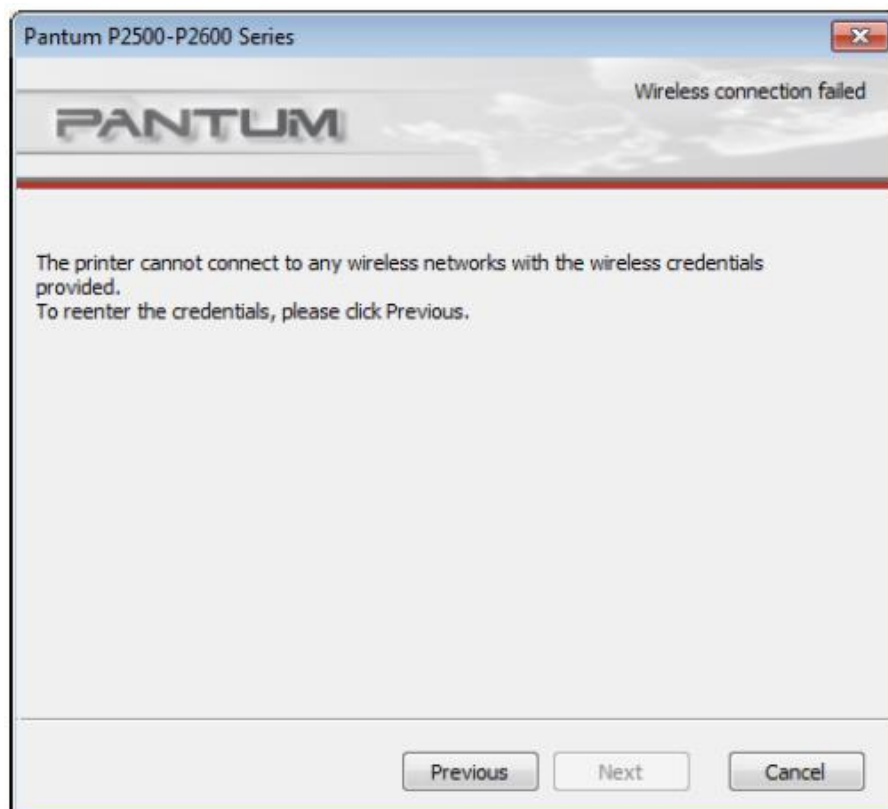 Pantum P2500-P2600 Series
Wireless connection failed
PANTUM
The printer cannot connect to any wireless networks with the wireless credentials
provided.
To reenter the credentials, please click Previous.
Previous
Next
Cancel